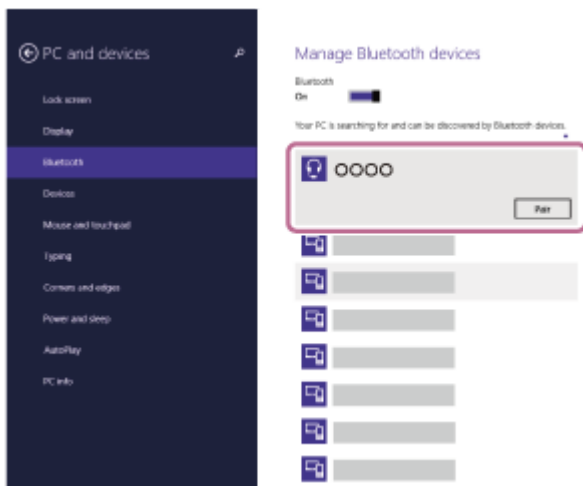 PC and devices
Lock screen
Display
Bluetooth
Devices
Mouse and touchpad
Typing
Corners and edges
Power and sleep
AutoPlay
PC info
Manage Bluetooth devices
Bluetooth
On
Your PC is searching for and can be discovered by Bluetooth devices.
OOOO
Pair